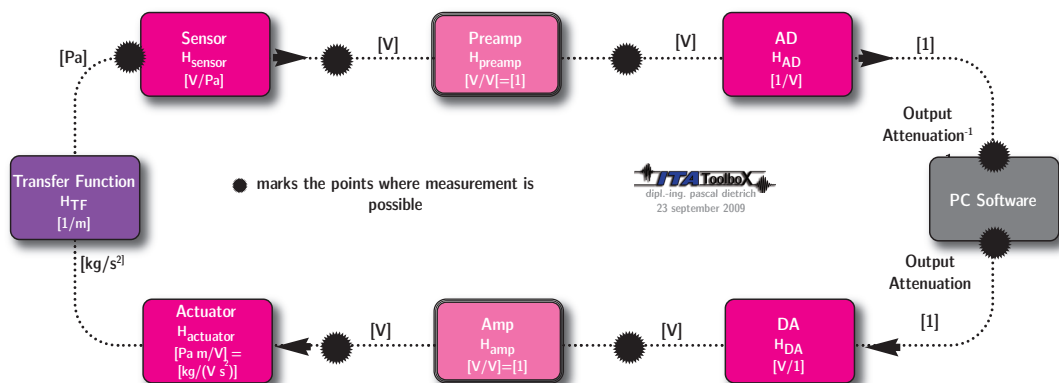 Sensor
H_sensor
[V/Pa]
[Pa]
[V]
Preamp
H_preamp
[V/V]=[1]
[V]
AD
H_AD
[1/V]
[1]
Output
Attenuation⁻¹
Transfer Function
H_TF
[1/m]
marks the points where measurement is
possible
ITA ToolboX
dipl.-ing. pascal dietrich
23 september 2009
PC Software
[kg/s²]
Output
Attenuation
Actuator
H_actuator
[Pa m/V] =
[kg/(V s²)]
[V]
Amp
H_amp
[V/V]=[1]
[V]
DA
H_DA
[V/1]
[1]